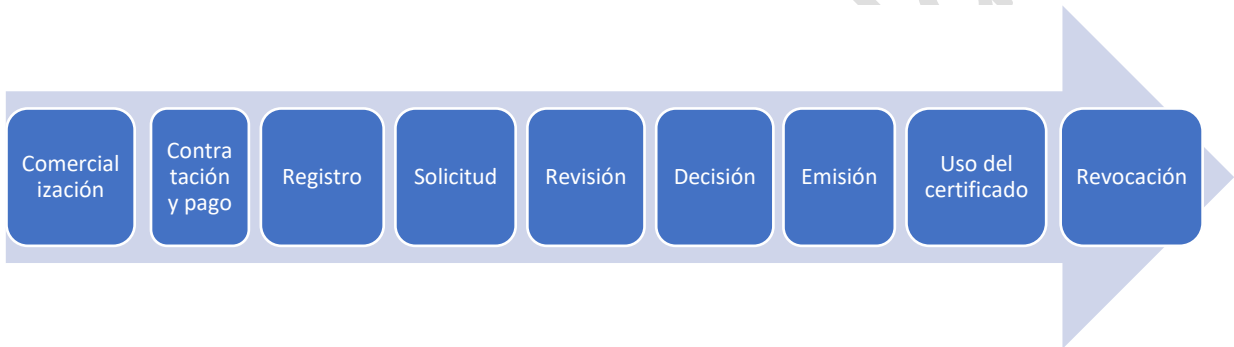 Comercial
ización
Contra
tación
y pago
Registro
Solicitud
Revisión
Decisión
Emisión
Uso del
certificado
Revocación